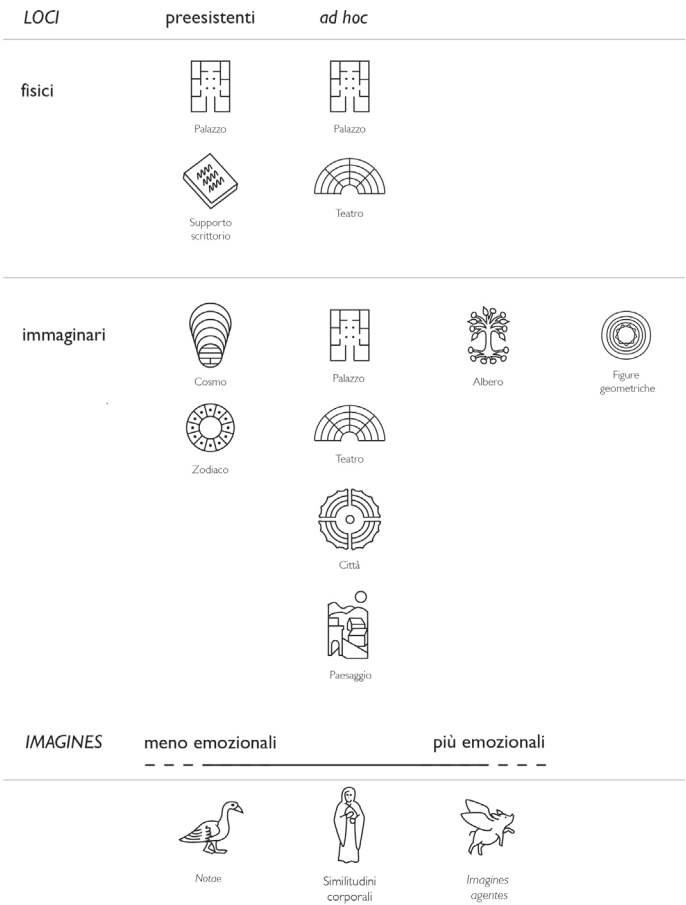 LOCI preesistenti ad hoc
fisici
Palazzo Palazzo
Supporto
scrittorio
Teatro
immaginari
Cosmo Palazzo Albero Figure
geometriche
Zodiaco Teatro
Città
Paesaggio
IMAGINES meno emozionali più emozionali
Notae Similitudini
corporali
Imagines
agentes